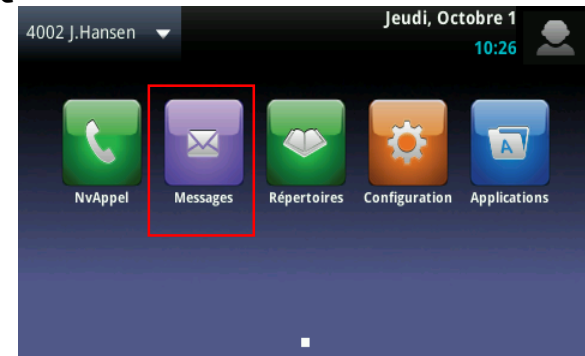 4002 J.Hansen
Jeudi, Octobre 1
10:26
NvAppel
Messages
Répertoires
Configuration
Applications
A